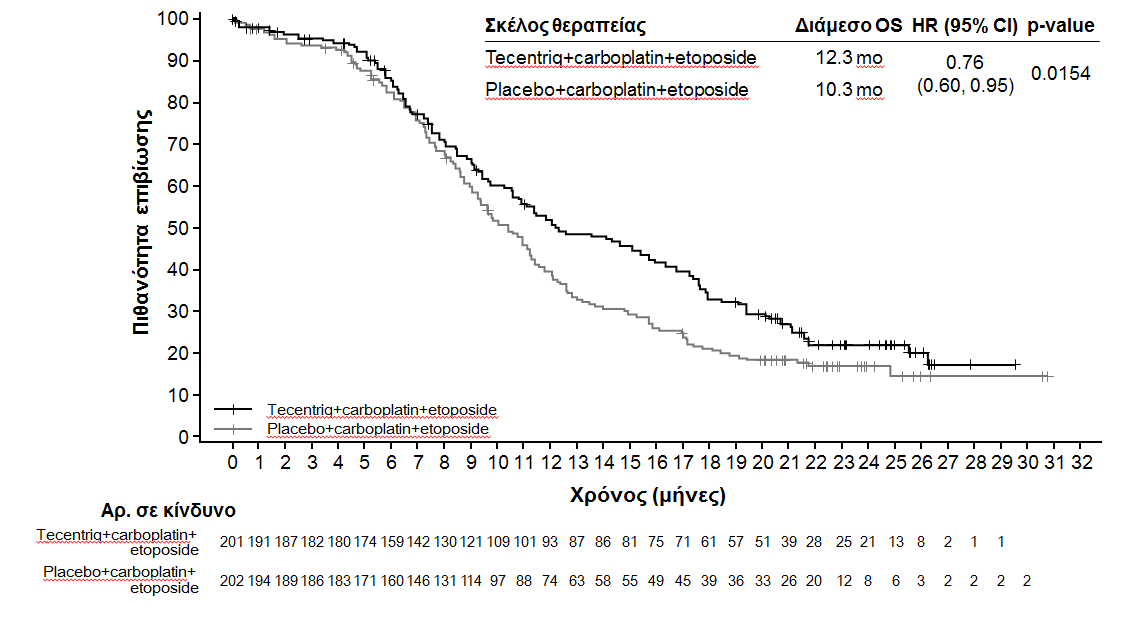 Σκέλος θεραπείας Διάμεσο OS HR (95% CI) p-value
Tecentriq+carboplatin+etoposide 12.3 mo 0.76
(0.60, 0.95) 0.0154
Placebo+carboplatin+etoposide 10.3 mo
Πιθανότητα επιβίωσης
100
90
80
70
60
50
40
30
20
10
0
Tecentriq+carboplatin+etoposide
Placebo+carboplatin+etoposide
0 1 2 3 4 5 6 7 8 9 10 11 12 13 14 15 16 17 18 19 20 21 22 23 24 25 26 27 28 29 30 31 32
Χρόνος (μήνες)
Αρ. σε κίνδυνο
Tecentriq+carboplatin+
etoposide 201 191 187 182 180 174 159 142 130 121 109 101 93 87 86 81 75 71 61 57 51 39 28 25 21 13 8 2 1 1
Placebo+carboplatin+
etoposide 202 194 189 186 183 171 160 146 131 114 97 88 74 63 58 55 49 45 39 36 33 26 20 12 8 6 3 2 2 2 2